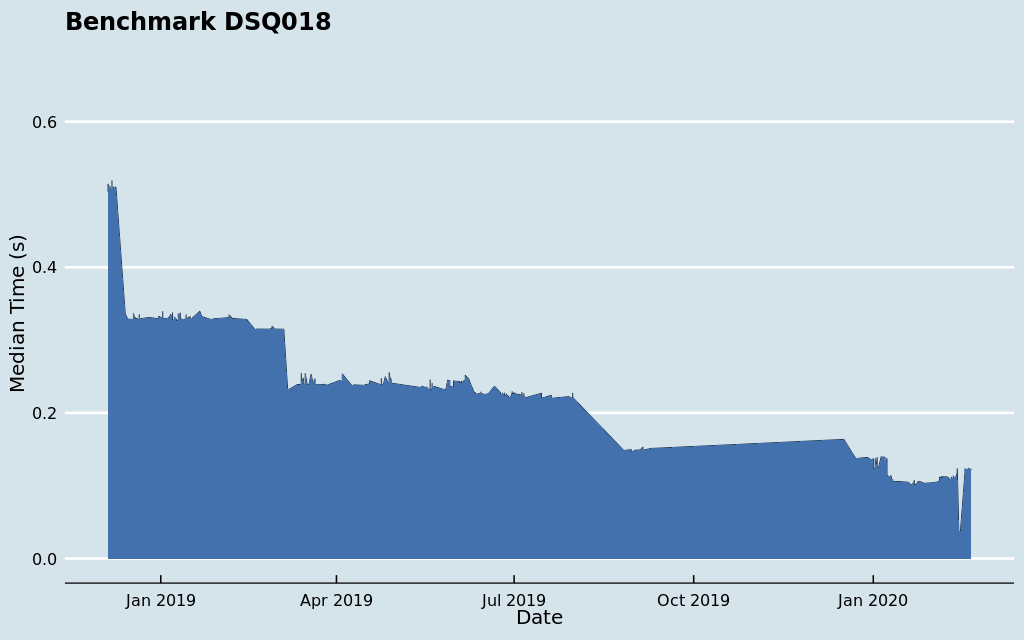 Benchmark DSQ018
Median Time (s)
0.6
0.4
0.2
0.0
Jan 2019
Apr 2019
Jul 2019
Oct 2019
Jan 2020
Date